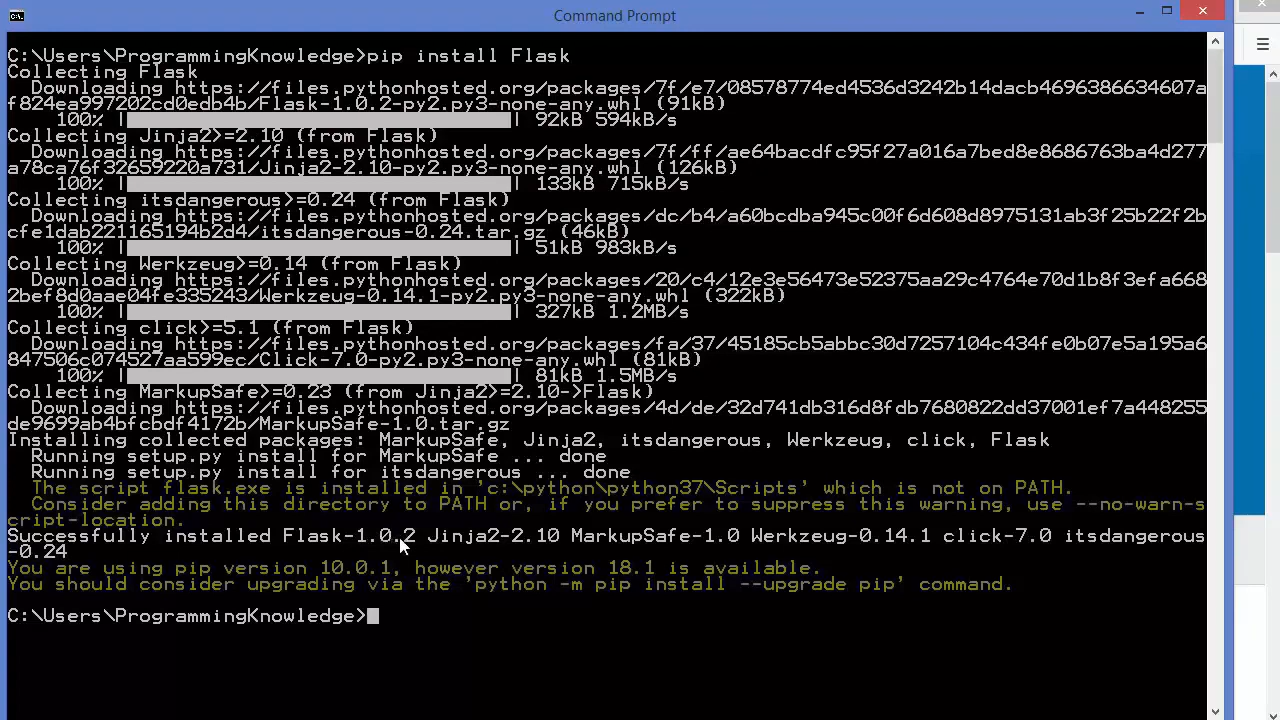 Command Prompt
C:\Users\ProgrammingKnowledge>pip install Flask
Collecting Flask
Downloading https://files.pythonhosted.org/packages/7f/e7/08578774ed4536d3242b14dacb4696386634607a
f824ea997202cd0edb4b/Flask-1.0.2-py2.py3-none-any.whl (91kB)
100% |████████████████████████████████| 92kB 594kB/s
Collecting Jinja2>=2.10 (from Flask)
Downloading https://files.pythonhosted.org/packages/7f/ff/ae64bacdfc95f27a016a7bed8e8686763ba4d277
a78ca76f32659220a731/Jinja2-2.10-py2.py3-none-any.whl (126kB)
100% |████████████████████████████████| 133kB 715kB/s
Collecting itsdangerous>=0.24 (from Flask)
Downloading https://files.pythonhosted.org/packages/dc/b4/a60bcdba945c00f6d608d8975131ab3f25b22f2b
cfe1dab221165194b2d4/itsdangerous-0.24.tar.gz (46kB)
100% |████████████████████████████████| 51kB 983kB/s
Collecting Werkzeug>=0.14 (from Flask)
Downloading https://files.pythonhosted.org/packages/20/c4/12e3e56473e52375aa29c4764e70d1b8f3efa668
2bef8d0aae04fe335243/Werkzeug-0.14.1-py2.py3-none-any.whl (322kB)
100% |████████████████████████████████| 327kB 1.2MB/s
Collecting click>=5.1 (from Flask)
Downloading https://files.pythonhosted.org/packages/fa/37/45185cb5abbc30d7257104c434fe0b07e5a195a6
847506c074527aa599ec/Click-7.0-py2.py3-none-any.whl (81kB)
100% |████████████████████████████████| 81kB 1.5MB/s
Collecting MarkupSafe>=0.23 (from Jinja2>=2.10->Flask)
Downloading https://files.pythonhosted.org/packages/4d/de/32d741db316d8fdb7680822dd37001ef7a448255
de9699ab4bfcbdf4172b/MarkupSafe-1.0.tar.gz
Installing collected packages: MarkupSafe, Jinja2, itsdangerous, Werkzeug, click, Flask
Running setup.py install for MarkupSafe ... done
Running setup.py install for itsdangerous ... done
The script flask.exe is installed in 'c:\python\python37\Scripts' which is not on PATH.
Consider adding this directory to PATH or, if you prefer to suppress this warning, use --no-warn-s
cript-location.
Successfully installed Flask-1.0.2 Jinja2-2.10 MarkupSafe-1.0 Werkzeug-0.14.1 click-7.0 itsdangerous
-0.24
You are using pip version 10.0.1, however version 18.1 is available.
You should consider upgrading via the 'python -m pip install --upgrade pip' command.
C:\Users\ProgrammingKnowledge>